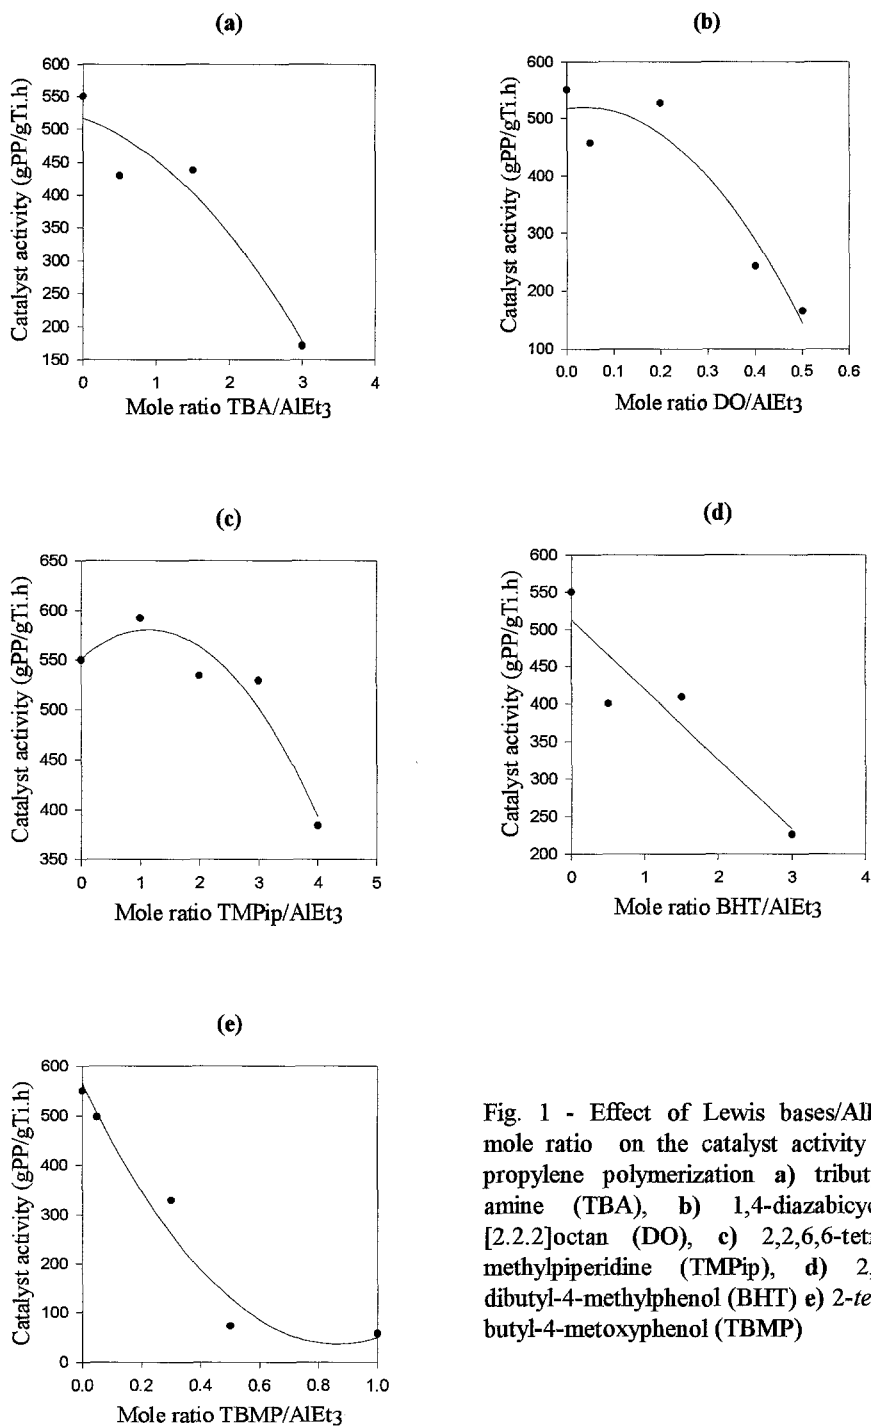 (a)
Catalyst activity (gPP/gTi.h)
600
550
500
450
400
350
300
250
200
150
0 1 2 3 4
Mole ratio TBA/AlEt3
(b)
Catalyst activity (gPP/gTi.h)
600
500
400
300
200
100
0.0 0.1 0.2 0.3 0.4 0.5 0.6
Mole ratio DO/AlEt3
(c)
Catalyst activity (gPP/gTi.h)
650
600
550
500
450
400
350
0 1 2 3 4 5
Mole ratio TMPip/AlEt3
(d)
Catalyst activity (gPP/gTi.h)
600
550
500
450
400
350
300
250
200
0 1 2 3 4
Mole ratio BHT/AlEt3
(e)
Catalyst activity (gPP/gTi.h)
600
500
400
300
200
100
0
0.0 0.2 0.4 0.6 0.8 1.0
Mole ratio TBMP/AlEt3
Fig. 1 - Effect of Lewis bases/AlE
mole ratio on the catalyst activity
propylene polymerization a) tribut
amine (TBA), b) 1,4-diazabicyc
[2.2.2]octan (DO), c) 2,2,6,6-tetr
methylpiperidine (TMPip), d) 2,
dibutyl-4-methylphenol (BHT) e) 2-te
butyl-4-metoxyphenol (TBMP)